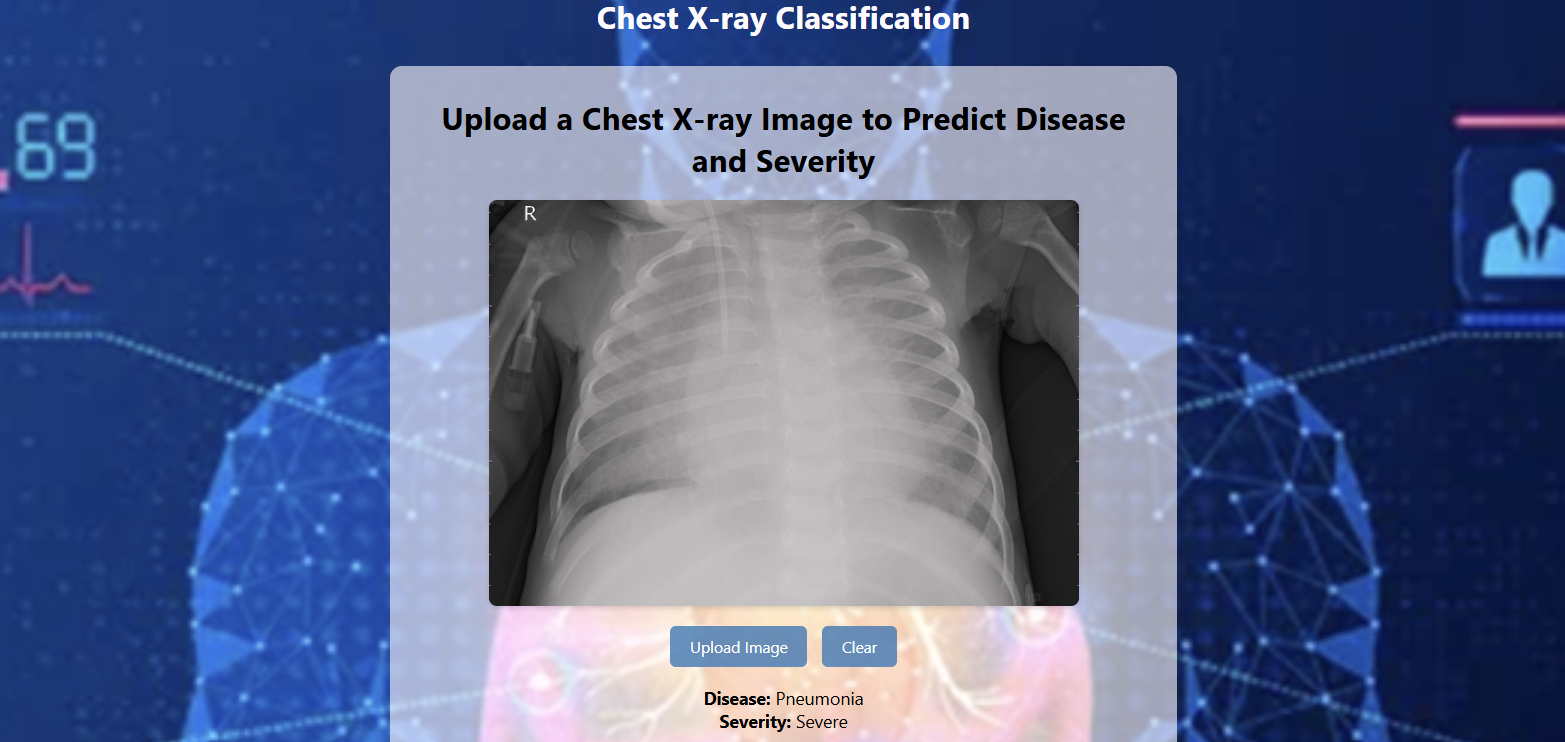 Chest X-ray Classification
69
Upload a Chest X-ray Image to Predict Disease
and Severity
R
Upload Image
Clear
Disease: Pneumonia
Severity: Severe